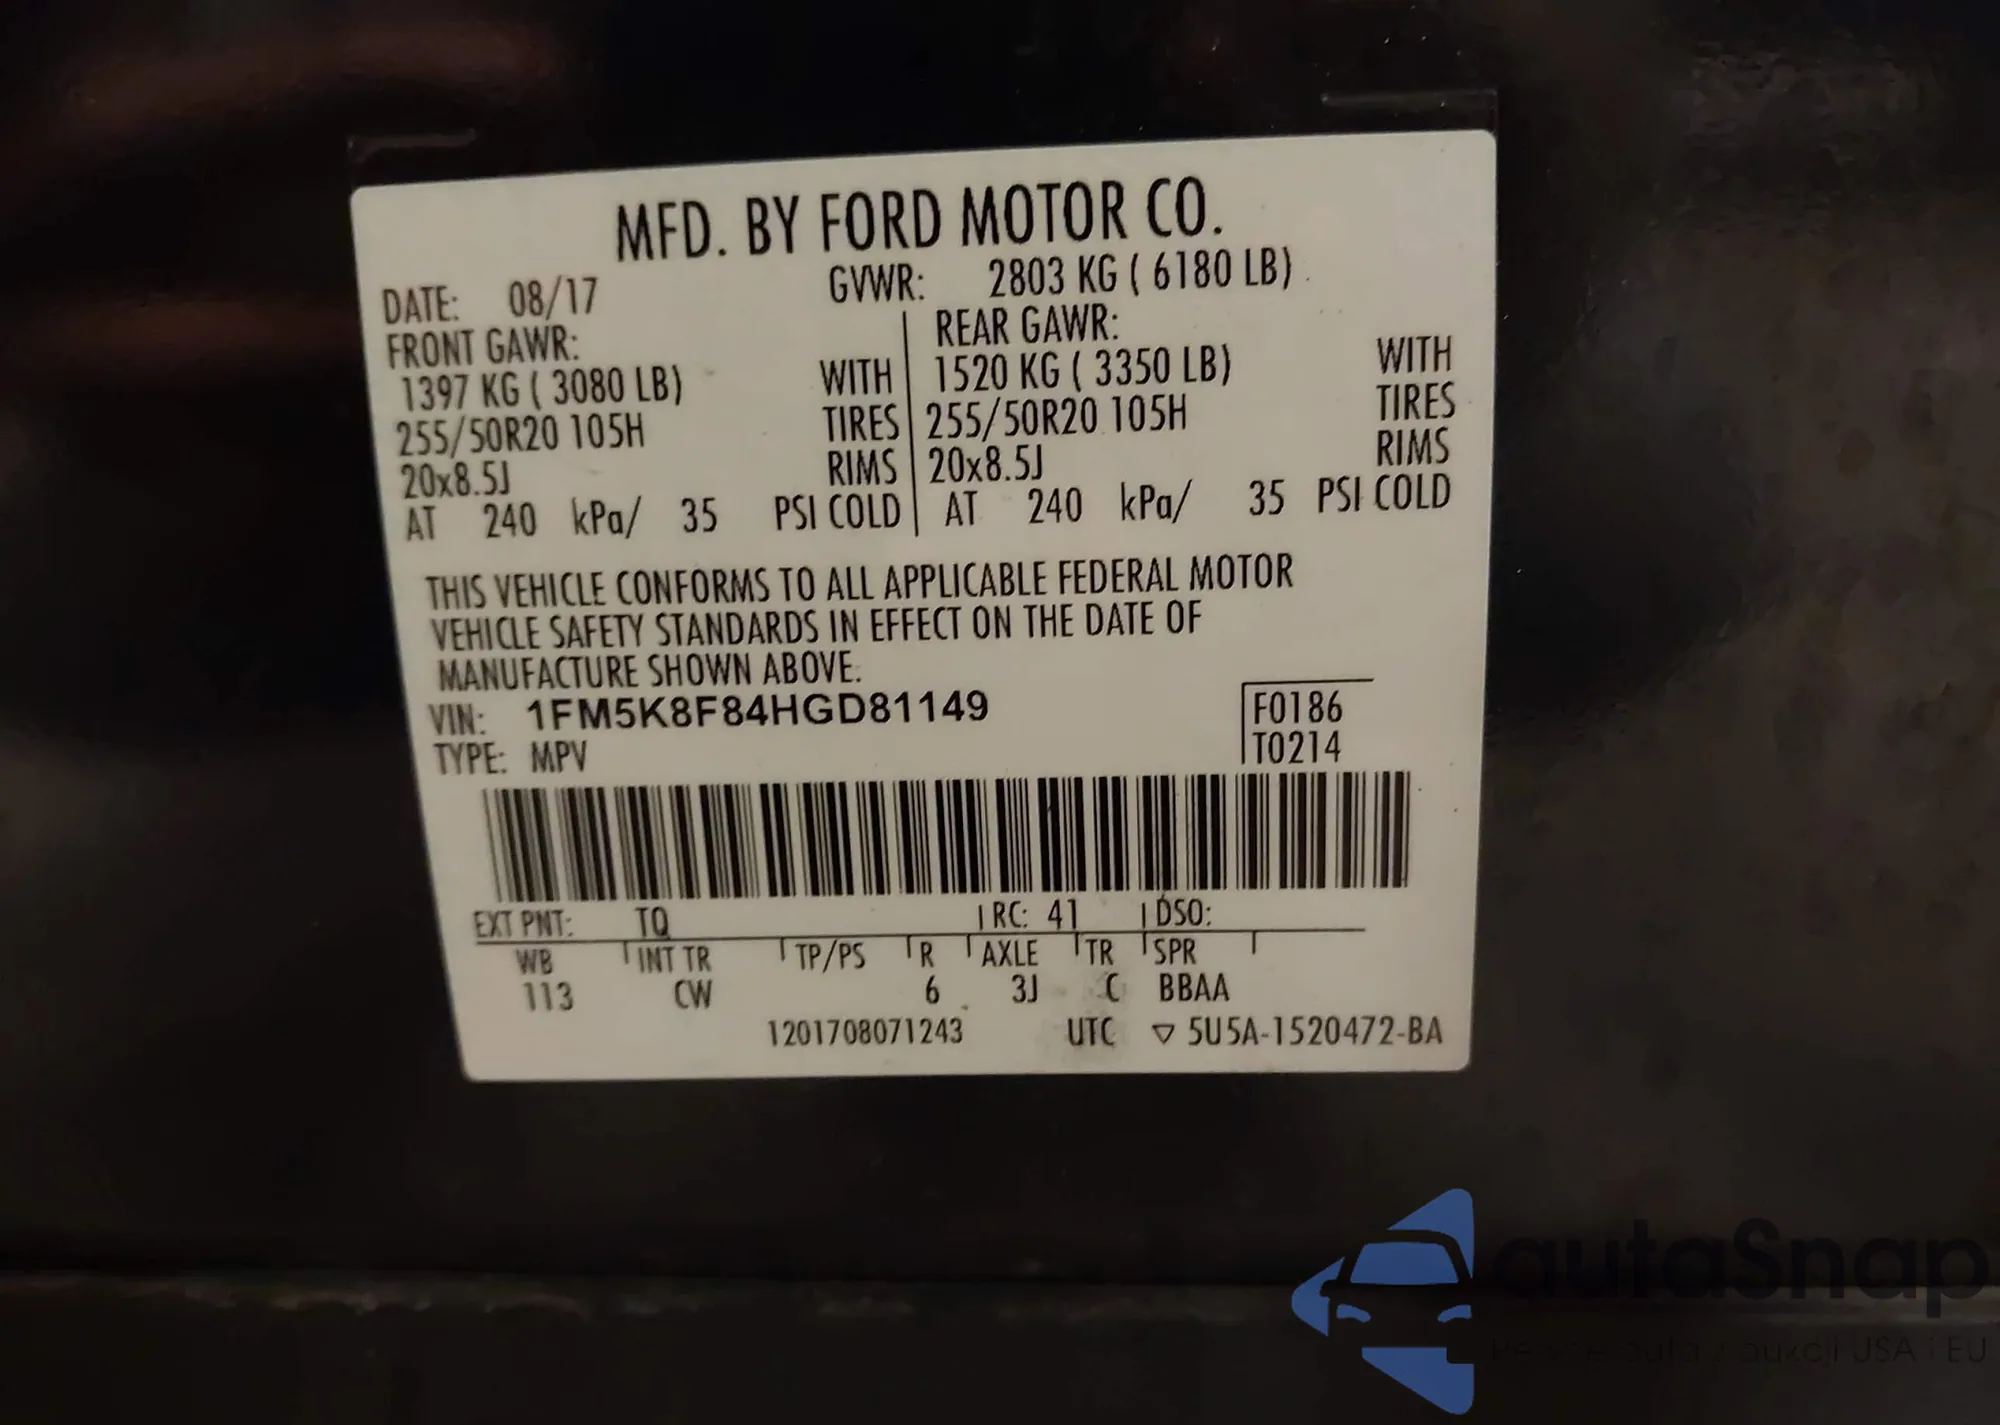 MFD. BY FORD MOTOR CO.
DATE: 08/17 GVWR: 2803 KG ( 6180 LB)
FRONT GAWR: REAR GAWR:
1397 KG ( 3080 LB) WITH 1520 KG ( 3350 LB) WITH
255/50R20 105H TIRES 255/50R20 105H TIRES
20x8.5J RIMS 20x8.5J RIMS
AT 240 kPa/ 35 PSI COLD AT 240 kPa/ 35 PSI COLD
THIS VEHICLE CONFORMS TO ALL APPLICABLE FEDERAL MOTOR
VEHICLE SAFETY STANDARDS IN EFFECT ON THE DATE OF
MANUFACTURE SHOWN ABOVE.
VIN: 1FM5K8F84HGD81149 F0186
TYPE: MPV T0214
EXT PNT: TQ RC: 41 DSO:
WB INT TR TP/PS R AXLE TR SPR
113 CW 6 3J C BBAA
1201708071243 UTC ▽ 5U5A-1520472-BA
autaSnap
auta z aukcji USA i EU